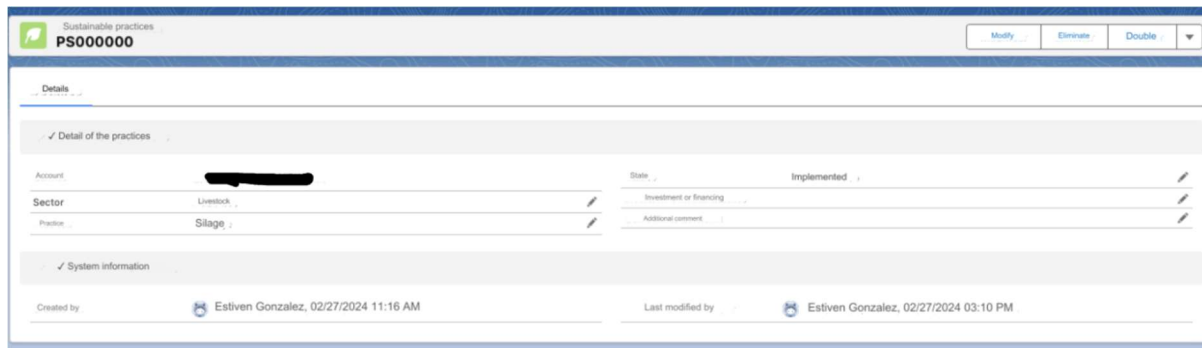 Sustainable practices
PS000000
Modify
Eliminate
Double
Details
✓ Detail of the practices
Account
State
Implemented
Sector
Livestock
Investment or financing
Practice
Silage
Additional comment
✓ System information
Created by
Estiven Gonzalez, 02/27/2024 11:16 AM
Last modified by
Estiven Gonzalez, 02/27/2024 03:10 PM